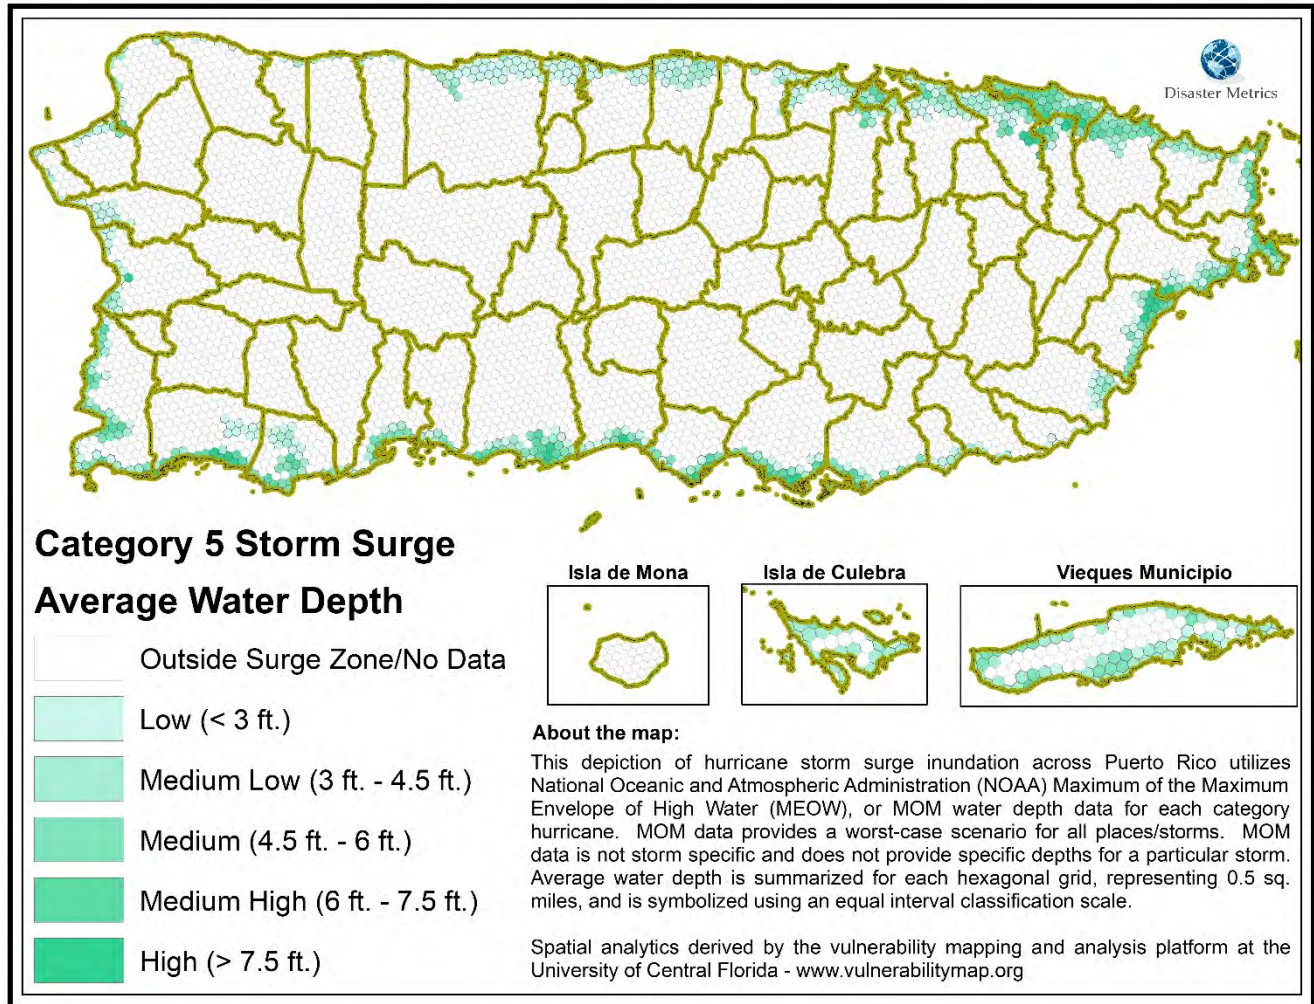 Disaster Metrics
Category 5 Storm Surge
Average Water Depth
Outside Surge Zone/No Data
Low (< 3 ft.)
Medium Low (3 ft. - 4.5 ft.)
Medium (4.5 ft. - 6 ft.)
Medium High (6 ft. - 7.5 ft.)
High (> 7.5 ft.)
Isla de Mona
Isla de Culebra
Vieques Municipio
About the map:
This depiction of hurricane storm surge inundation across Puerto Rico utilizes
National Oceanic and Atmospheric Administration (NOAA) Maximum of the Maximum
Envelope of High Water (MEOW), or MOM water depth data for each category
hurricane. MOM data provides a worst-case scenario for all places/storms. MOM
data is not storm specific and does not provide specific depths for a particular storm.
Average water depth is summarized for each hexagonal grid, representing 0.5 sq.
miles, and is symbolized using an equal interval classification scale.
Spatial analytics derived by the vulnerability mapping and analysis platform at the
University of Central Florida - www.vulnerabilitymap.org